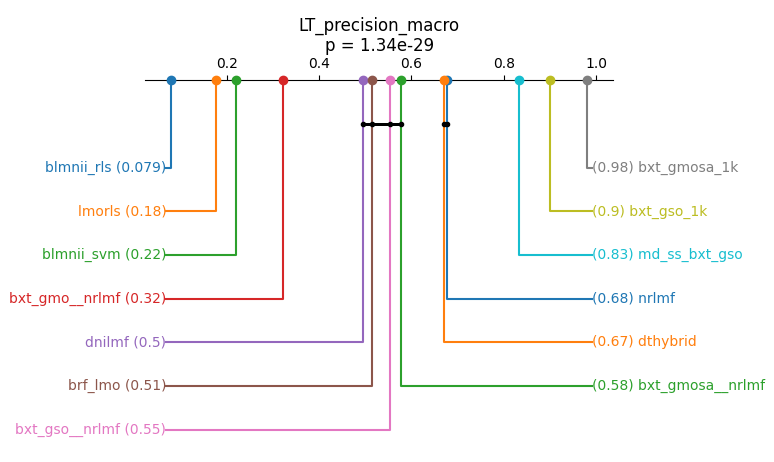 LT_precision_macro
p = 1.34e-29
0.2 0.4 0.6 0.8 1.0
blmnii_rls (0.079)
lmorls (0.18)
blmnii_svm (0.22)
bxt_gmo__nrlmf (0.32)
dnilmf (0.5)
brf_lmo (0.51)
bxt_gso__nrlmf (0.55)
(0.98) bxt_gmosa_1k
(0.9) bxt_gso_1k
(0.83) md_ss_bxt_gso
(0.68) nrlmf
(0.67) dthybrid
(0.58) bxt_gmosa__nrlmf